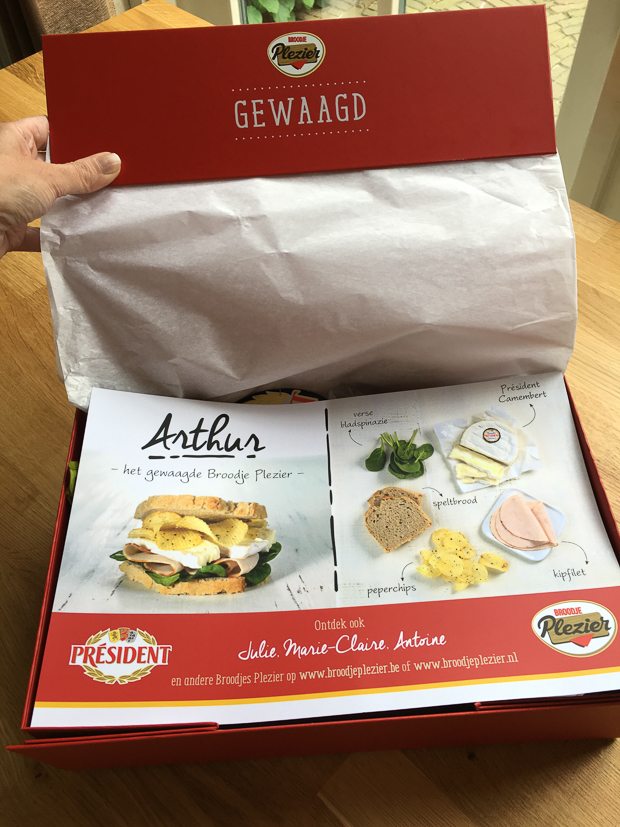 BROODJE
Plezier
GEWAAGD
Arthur
- het gewaagde Broodje Plezier -
verse
bladspinazie
Président
Camembert
speltbrood
peperchips
kipfilet
Ontdek ook
Julie, Marie-Claire, Antoine
en andere Broodjes Plezier op www.broodjeplezier.be of www.broodjeplezier.nl
PRÉSIDENT
BROODJE
Plezier